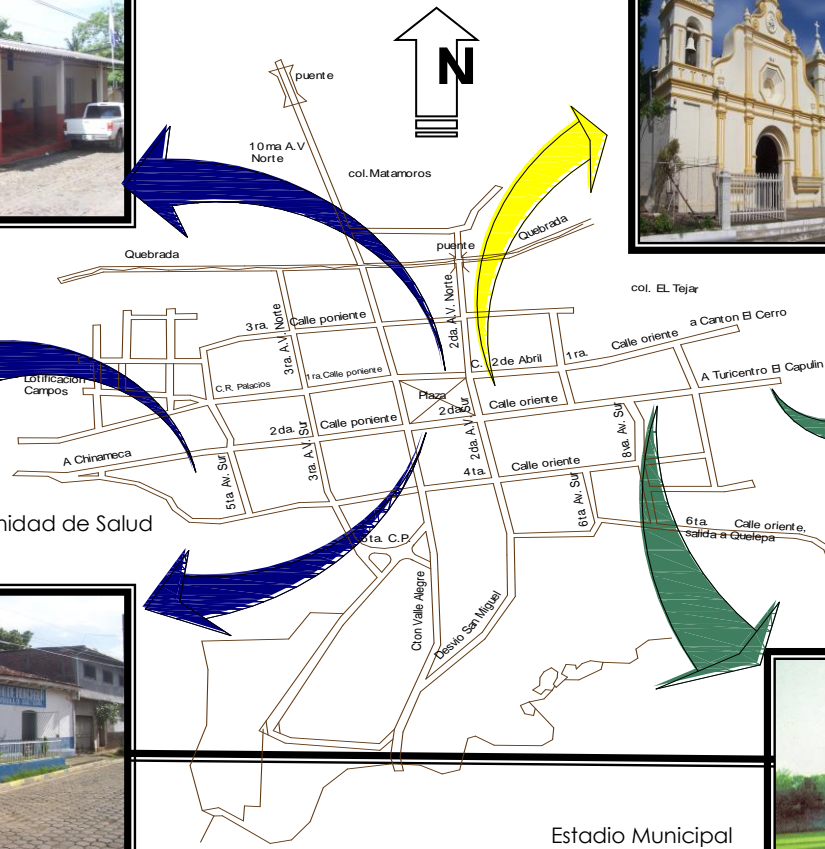 N
puente
10ma A.V
Norte
col.Matamoros
Quebrada
puente
Quebrada
col. EL Tejar
a Canton El Cerro
Calle oriente
1ra.
3ra. Calle poniente
3ra. A.V. Norte
2da. A.V. Norte
C. 2 de Abril
A Turicentro El Capulin
Lotificación
Campos
C.R. Palacios
1ra.Calle poniente
Plaza
2da. Calle oriente
2da. Calle poniente
2da. A.V. Sur
3ra. A.V. Sur
8va. Av. Sur
A Chinameca
5ta Av. Sur
4ta. Calle oriente
6ta Av. Sur
nidad de Salud
6ta. Calle oriente,
salida a Quelepa
C.P.
Cton Valle Alegre
Desvio San Miguel
Estadio Municipal